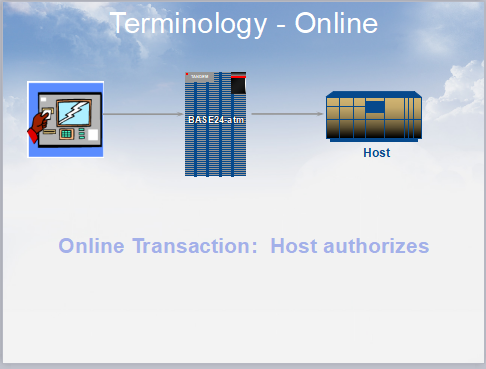 Terminology - Online
BASE24-atm
Host
Online Transaction:  Host authorizes